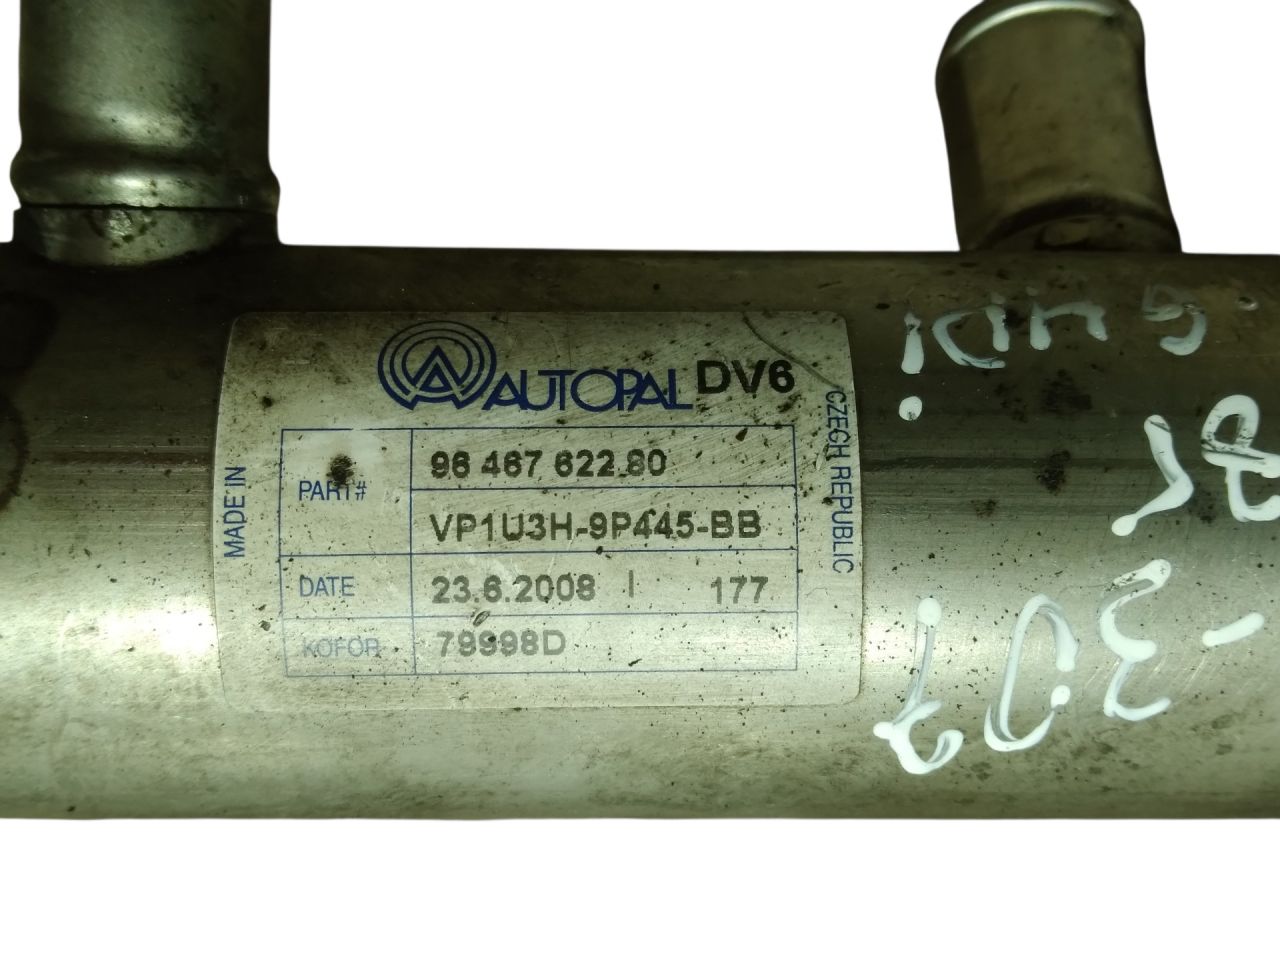 AUTOPAL DV6
PART# 96 467 622 80
VP1U3H-9P445-BB
DATE 23.6.2008 | 177
KOFOR 79998D
MADE IN
CZECH REPUBLIC